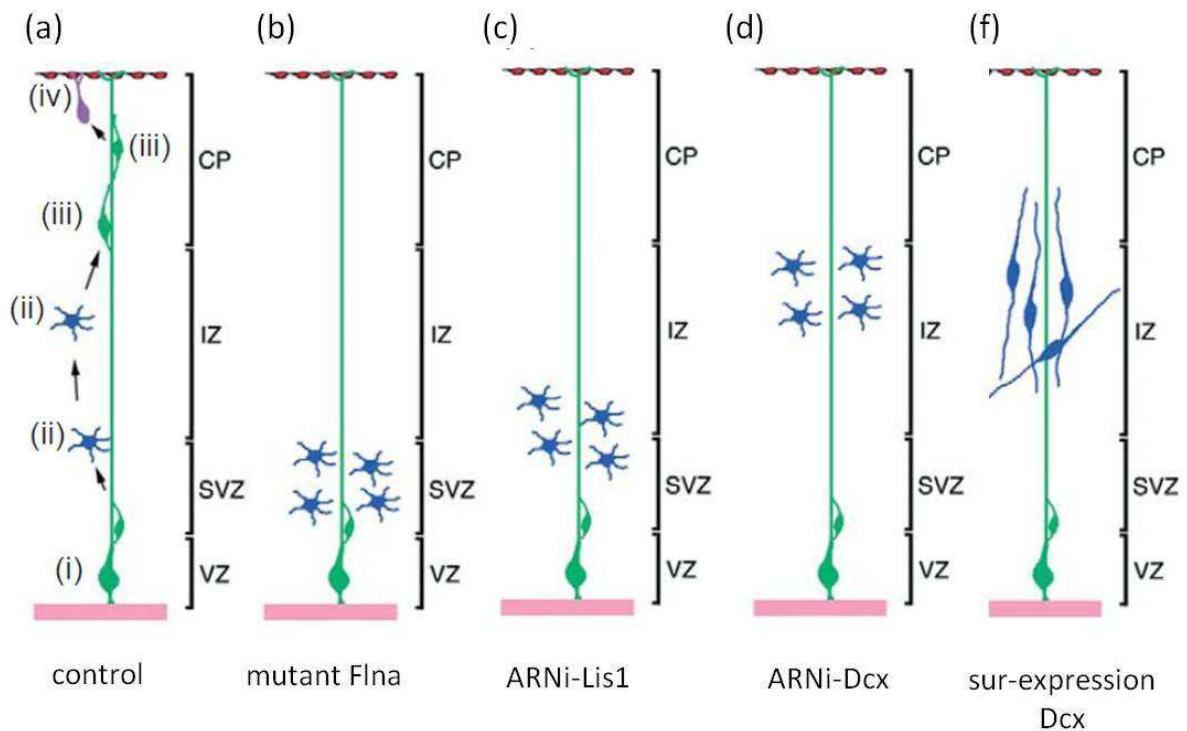 (a)
(b)
(c)
(d)
(f)
(iv)
(iii)
CP
(iii)
(ii)
IZ
(ii)
SVZ
(i)
VZ
CP
IZ
SVZ
VZ
CP
IZ
SVZ
VZ
CP
IZ
SVZ
VZ
CP
IZ
SVZ
VZ
control
mutant Flna
ARNi-Lis1
ARNi-Dcx
sur-expression
Dcx